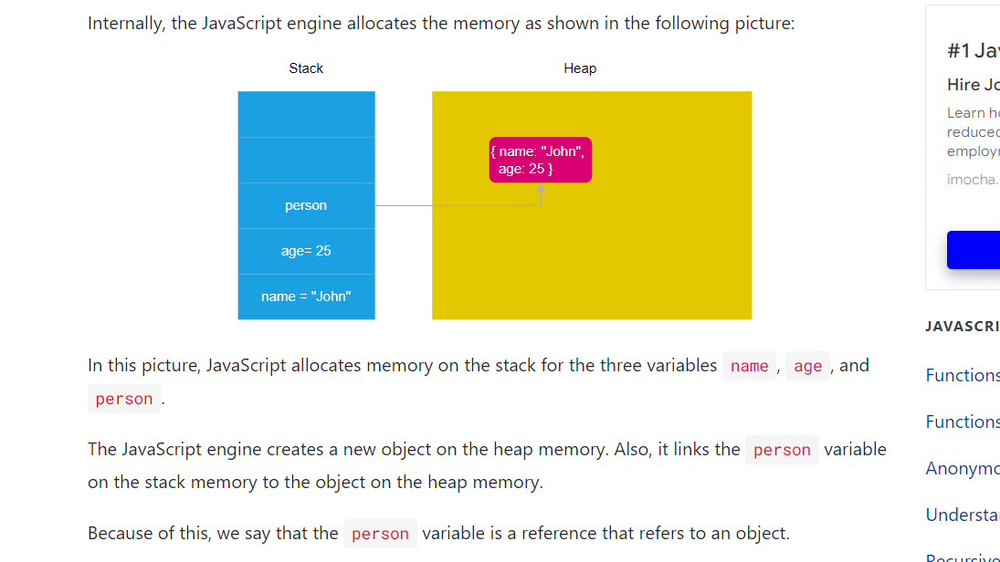 Internally, the JavaScript engine allocates the memory as shown in the following picture:
Stack
Heap
{ name: "John",
age: 25 }
person
age= 25
name = "John"
In this picture, JavaScript allocates memory on the stack for the three variables name , age , and
person .
The JavaScript engine creates a new object on the heap memory. Also, it links the person variable
on the stack memory to the object on the heap memory.
Because of this, we say that the person variable is a reference that refers to an object.
#1 Ja
Hire Jo
Learn h
reduced
employ
imocha.
JAVASCRI
Functions
Functions
Anonymo
Understa
Recursive